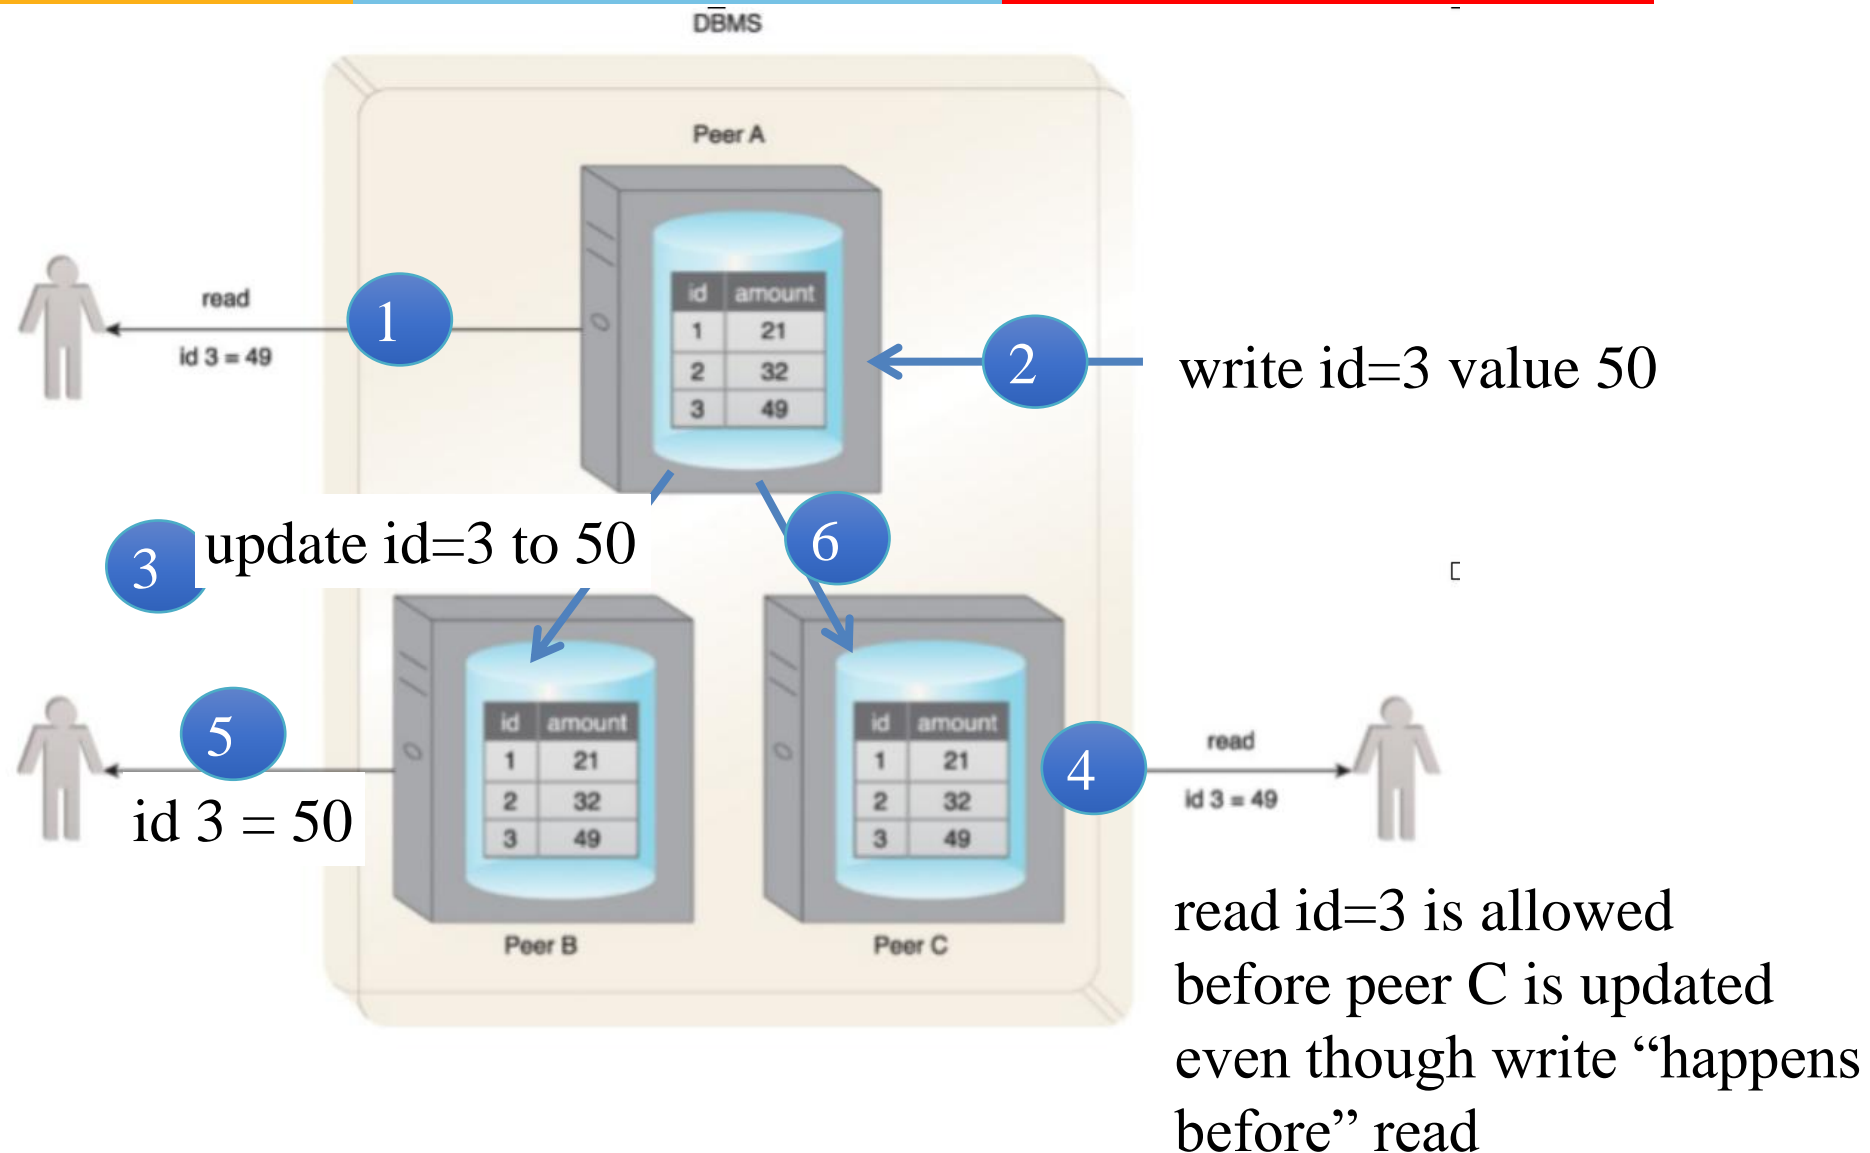 DBMS
Peer A
id amount
1 21
2 32
3 49
read
id 3 = 49
1
2
write id=3 value 50
3
update id=3 to 50
6
id amount
1 21
2 32
3 49
Peer B
id amount
1 21
2 32
3 49
Peer C
5
id 3 = 50
4
read
id 3 = 49
read id=3 is allowed
before peer C is updated
even though write “happens
before” read